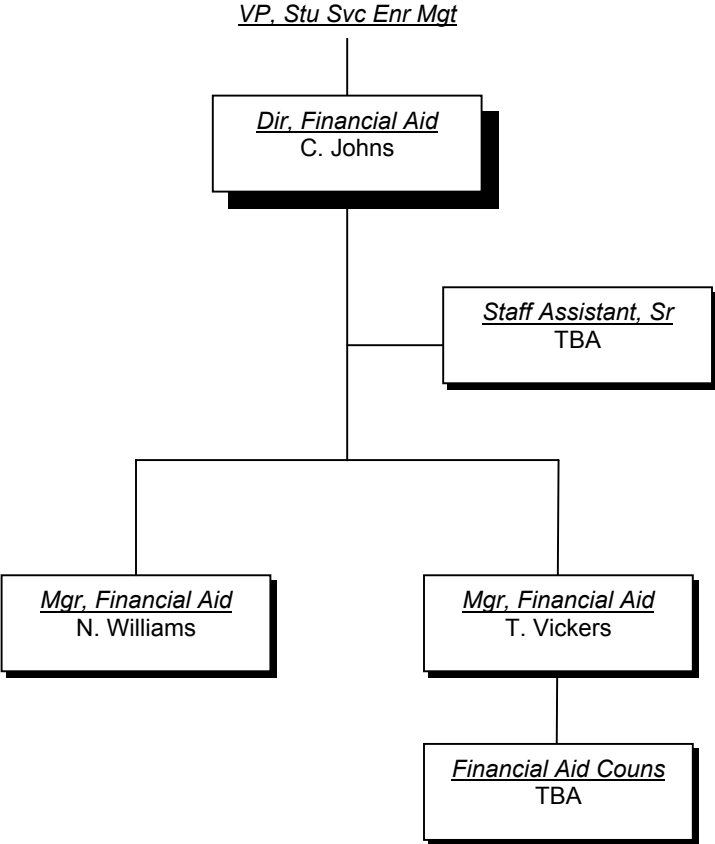 VP, Stu Svc Enr Mgt
Dir, Financial Aid
C. Johns
Staff Assistant, Sr
TBA
Mgr, Financial Aid
N. Williams
Mgr, Financial Aid
T. Vickers
Financial Aid Couns
TBA